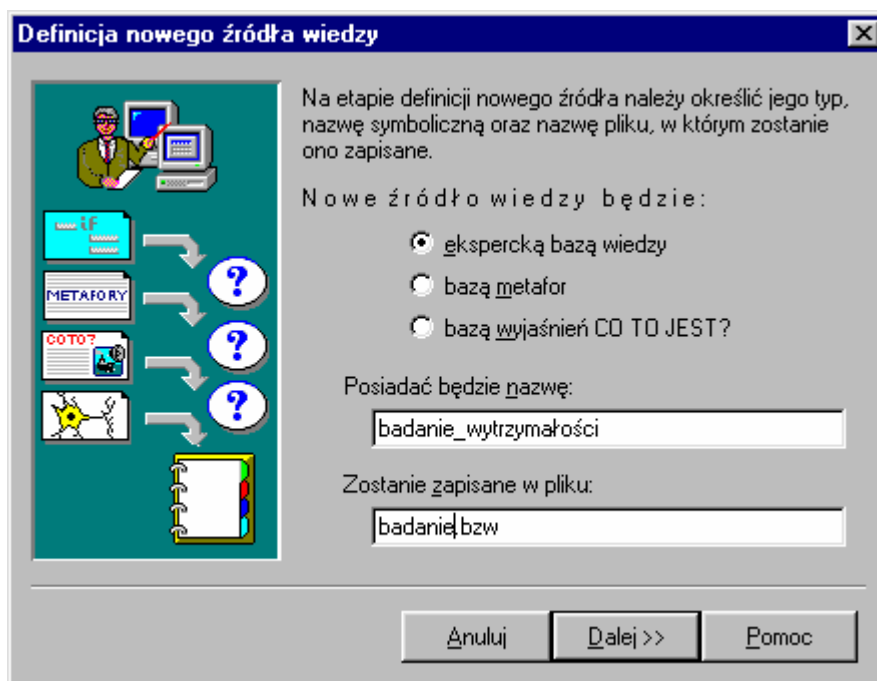 Definicja nowego źródła wiedzy
Na etapie definicji nowego źródła należy określić jego typ,
nazwę symboliczną oraz nazwę pliku, w którym zostanie
ono zapisane.
Nowe źródło wiedzy będzie:
ekspercką bazą wiedzy
bazą metafor
bazą wyjaśnień CO TO JEST?
Posiadać będzie nazwę:
badanie_wytrzymałości
Zostanie zapisane w pliku:
badanie.bzw
if
METAFORY
COTO?
?
?
?
Anuluj
Dalej >>
Pomoc